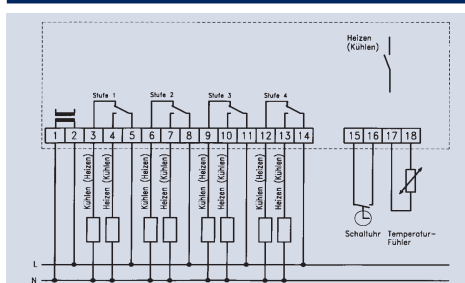 Heizen
(Kühlen)
Stufe 1
Stufe 2
Stufe 3
Stufe 4
1 2 3 4 5 6 7 8 9 10 11 12 13 14
15 16 17 18
Kühlen (Heizen)
Heizen (Kühlen)
Kühlen (Heizen)
Heizen (Kühlen)
Kühlen (Heizen)
Heizen (Kühlen)
Kühlen (Heizen)
Heizen (Kühlen)
Schaltuhr
Temperatur-
Fühler
L
N